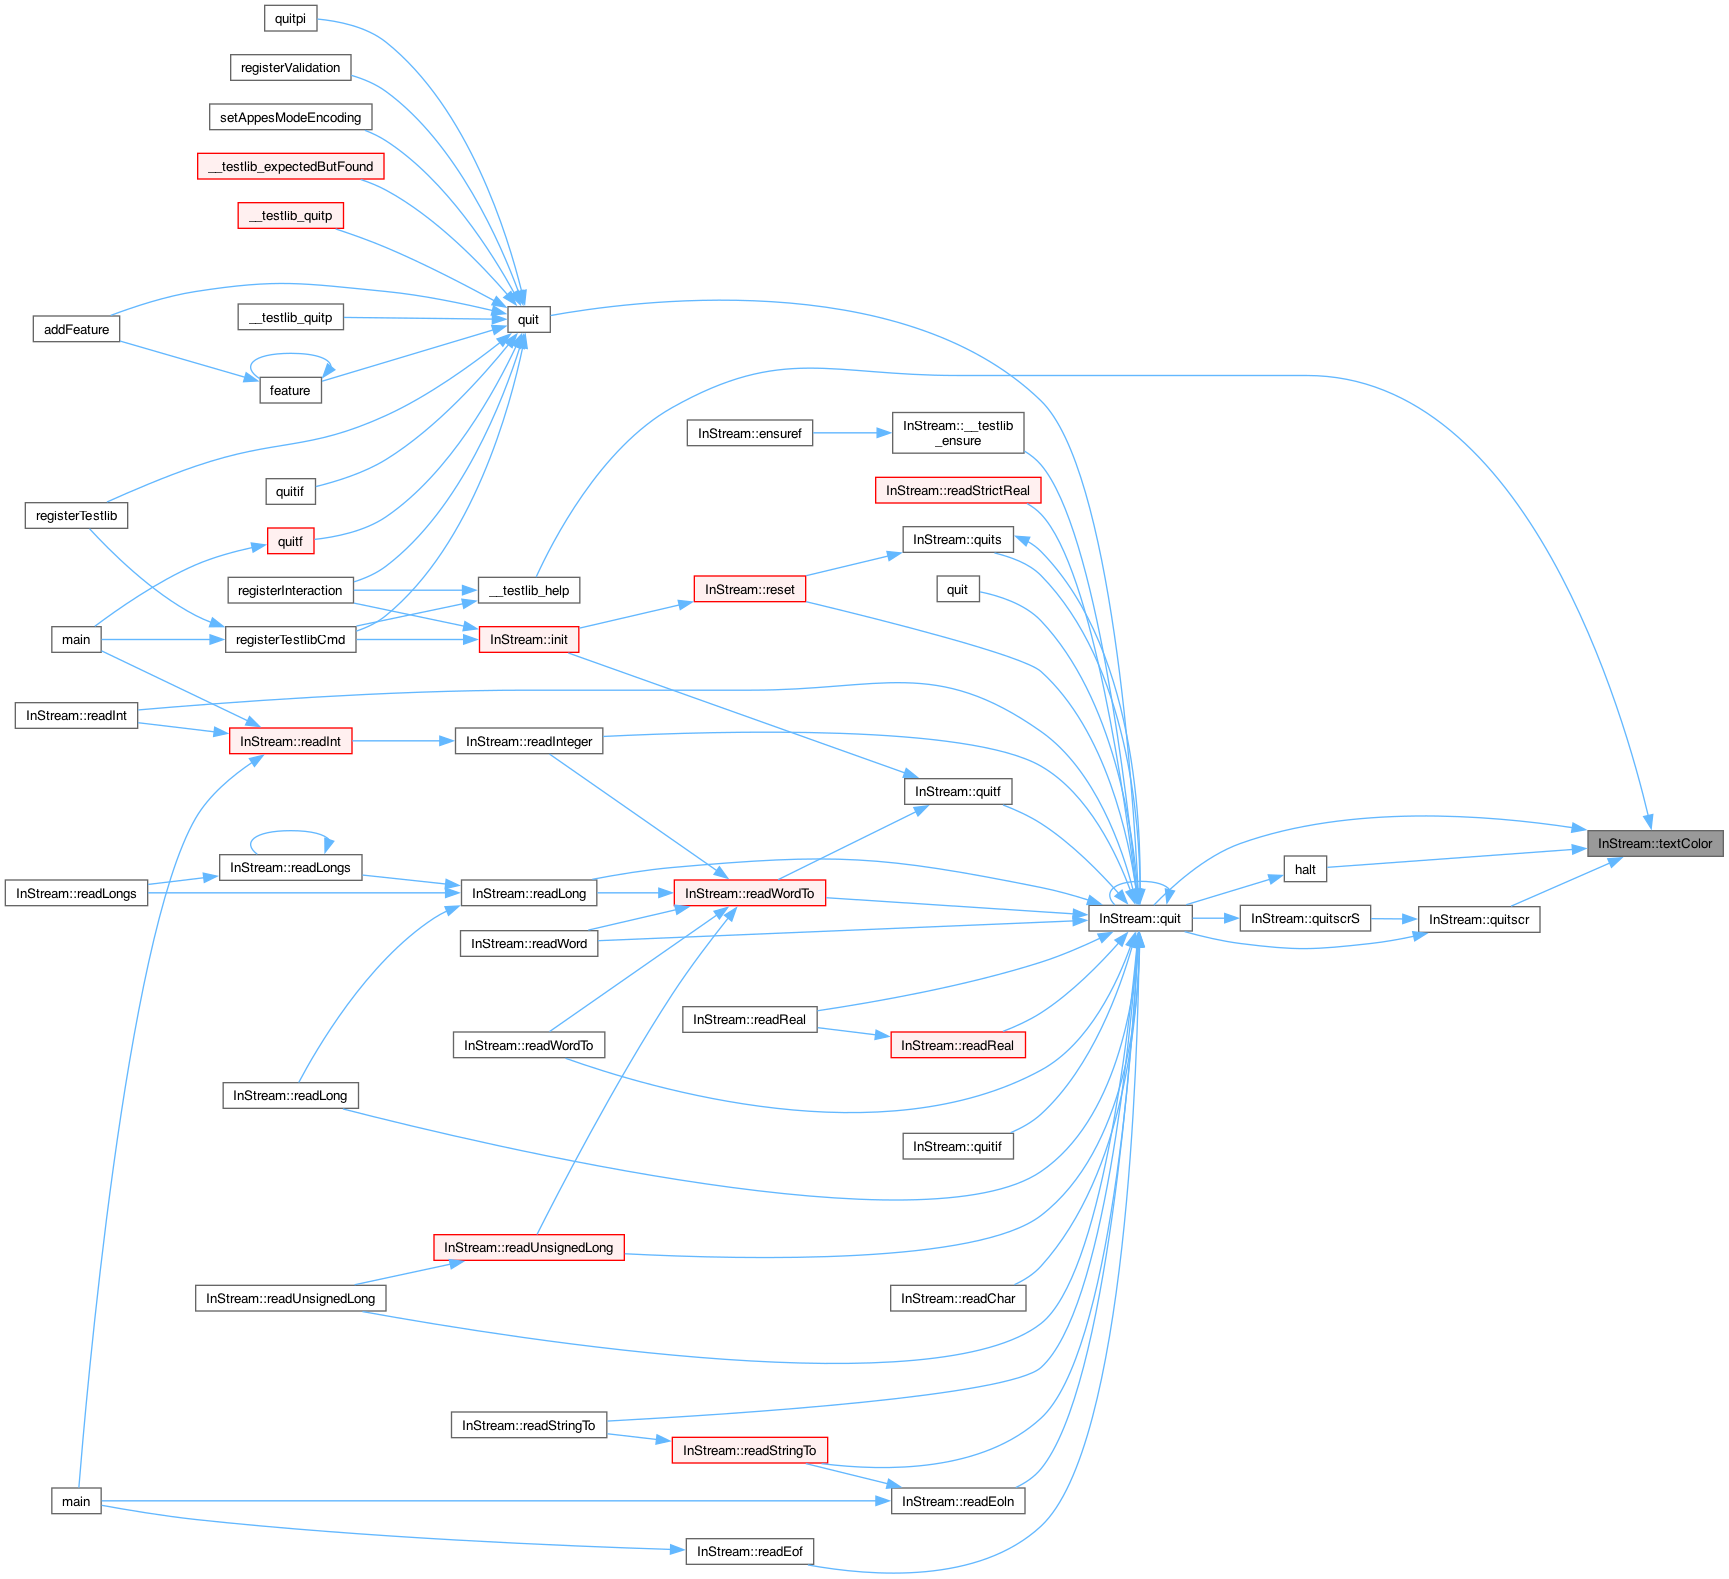 quitpi
registerValidation
setAppesModeEncoding
__testlib_expectedButFound
__testlib_quitp
addFeature
__testlib_quitp
quit
feature
InStream::ensuref
InStream::__testlib
_ensure
InStream::readStrictReal
quitif
registerTestlib
quitf
InStream::quits
registerInteraction
__testlib_help
InStream::reset
quit
main
registerTestlibCmd
InStream::init
InStream::readInt
InStream::readInt
InStream::readInteger
InStream::quitf
InStream::textColor
InStream::readLongs
halt
InStream::readLongs
InStream::readLong
InStream::readWordTo
InStream::quit
InStream::quitscrS
InStream::quitscr
InStream::readWord
InStream::readReal
InStream::readWordTo
InStream::readReal
InStream::readLong
InStream::quitif
InStream::readUnsignedLong
InStream::readUnsignedLong
InStream::readChar
InStream::readStringTo
InStream::readStringTo
main
InStream::readEoln
InStream::readEof